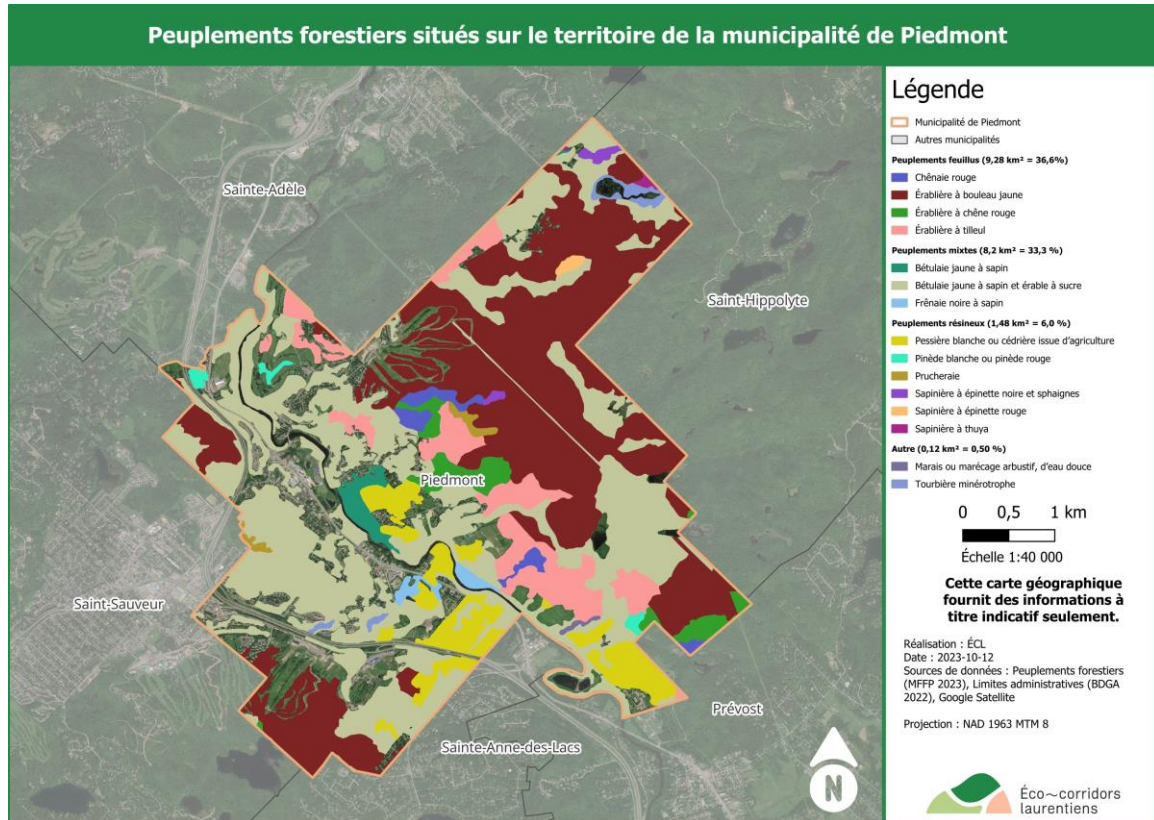 Peuplements forestiers situés sur le territoire de la municipalité de Piedmont
Sainte-Adèle
Saint-Hippolyte
Piedmont
Saint-Sauveur
Prévost
Sainte-Anne-des-Lacs
N
Légende
Municipalité de Piedmont
Autres municipalités
Peuplements feuillus (9,28 km² = 36,6%)
Chênaie rouge
Érablière à bouleau jaune
Érablière à chêne rouge
Érablière à tilleul
Peuplements mixtes (8,2 km² = 33,3 %)
Bétulaie jaune à sapin
Bétulaie jaune à sapin et érable à sucre
Frênaie noire à sapin
Peuplements résineux (1,48 km² = 6,0 %)
Pessière blanche ou cédrière issue d'agriculture
Pinède blanche ou pinède rouge
Prucheraie
Sapinière à épinette noire et sphaignes
Sapinière à épinette rouge
Sapinière à thuya
Autre (0,12 km² = 0,50 %)
Marais ou marécage arbustif, d'eau douce
Tourbière minérotrophe
0 0,5 1 km
Échelle 1:40 000
Cette carte géographique
fournit des informations à
titre indicatif seulement.
Réalisation : ÉCL
Date : 2023-10-12
Sources de données : Peuplements forestiers
(MFFP 2023), Limites administratives (BDGA
2022), Google Satellite
Projection : NAD 1963 MTM 8
Éco~corridors
laurentiens